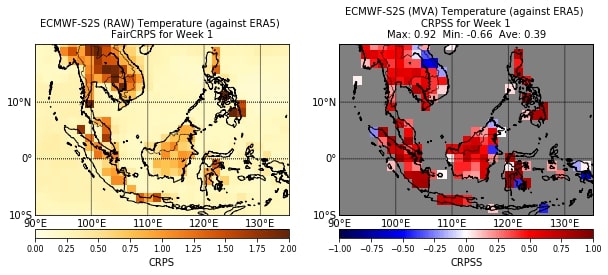 ECMWF-S2S (RAW) Temperature (against ERA5)
FairCRPS for Week 1
10°N
0°
10°S
90°E 100°E 110°E 120°E 130°E
0.00 0.25 0.50 0.75 1.00 1.25 1.50 1.75 2.00
CRPS
ECMWF-S2S (MVA) Temperature (against ERA5)
CRPSS for Week 1
Max: 0.92 Min: -0.66 Ave: 0.39
10°N
0°
10°S
90°E 100°E 110°E 120°E 130°E
−1.00 −0.75 −0.50 −0.25 0.00 0.25 0.50 0.75 1.00
CRPSS